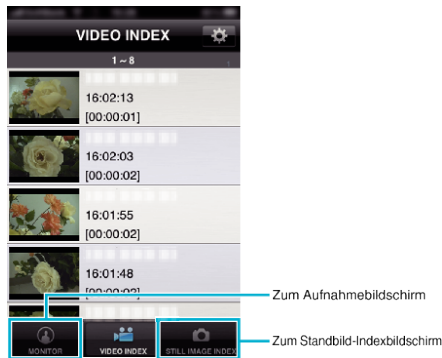 VIDEO INDEX
1 ~ 8
16:02:13
[00:00:01]
16:02:03
[00:00:02]
16:01:55
[00:00:02]
16:01:48
Zum Aufnahmebildschirm
MONITOR
VIDEO INDEX
STILL IMAGE INDEX
Zum Standbild-Indexbildschirm